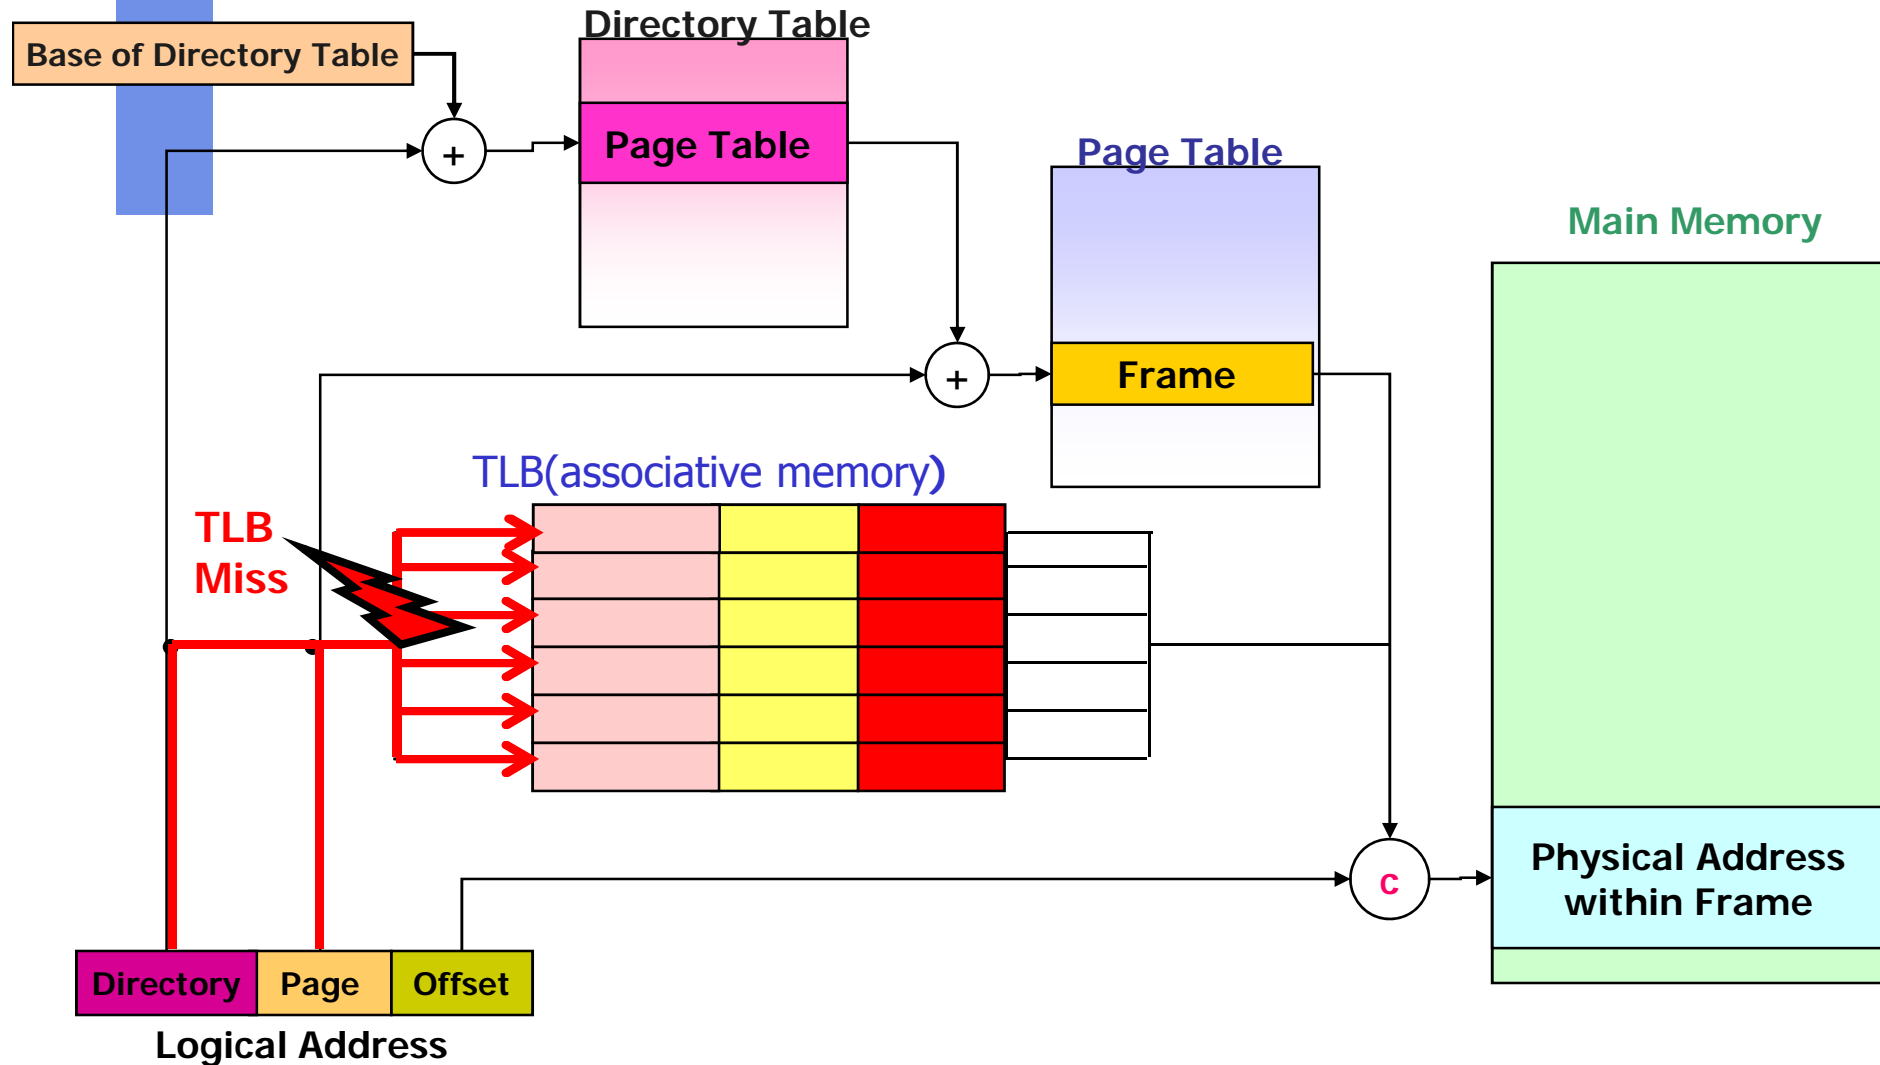 Directory Table
Base of Directory Table
+
Page Table
Page Table
Main Memory
+
Frame
TLB(associative memory)
TLB
Miss
Physical Address
within Frame
c
Directory
Page
Offset
Logical Address